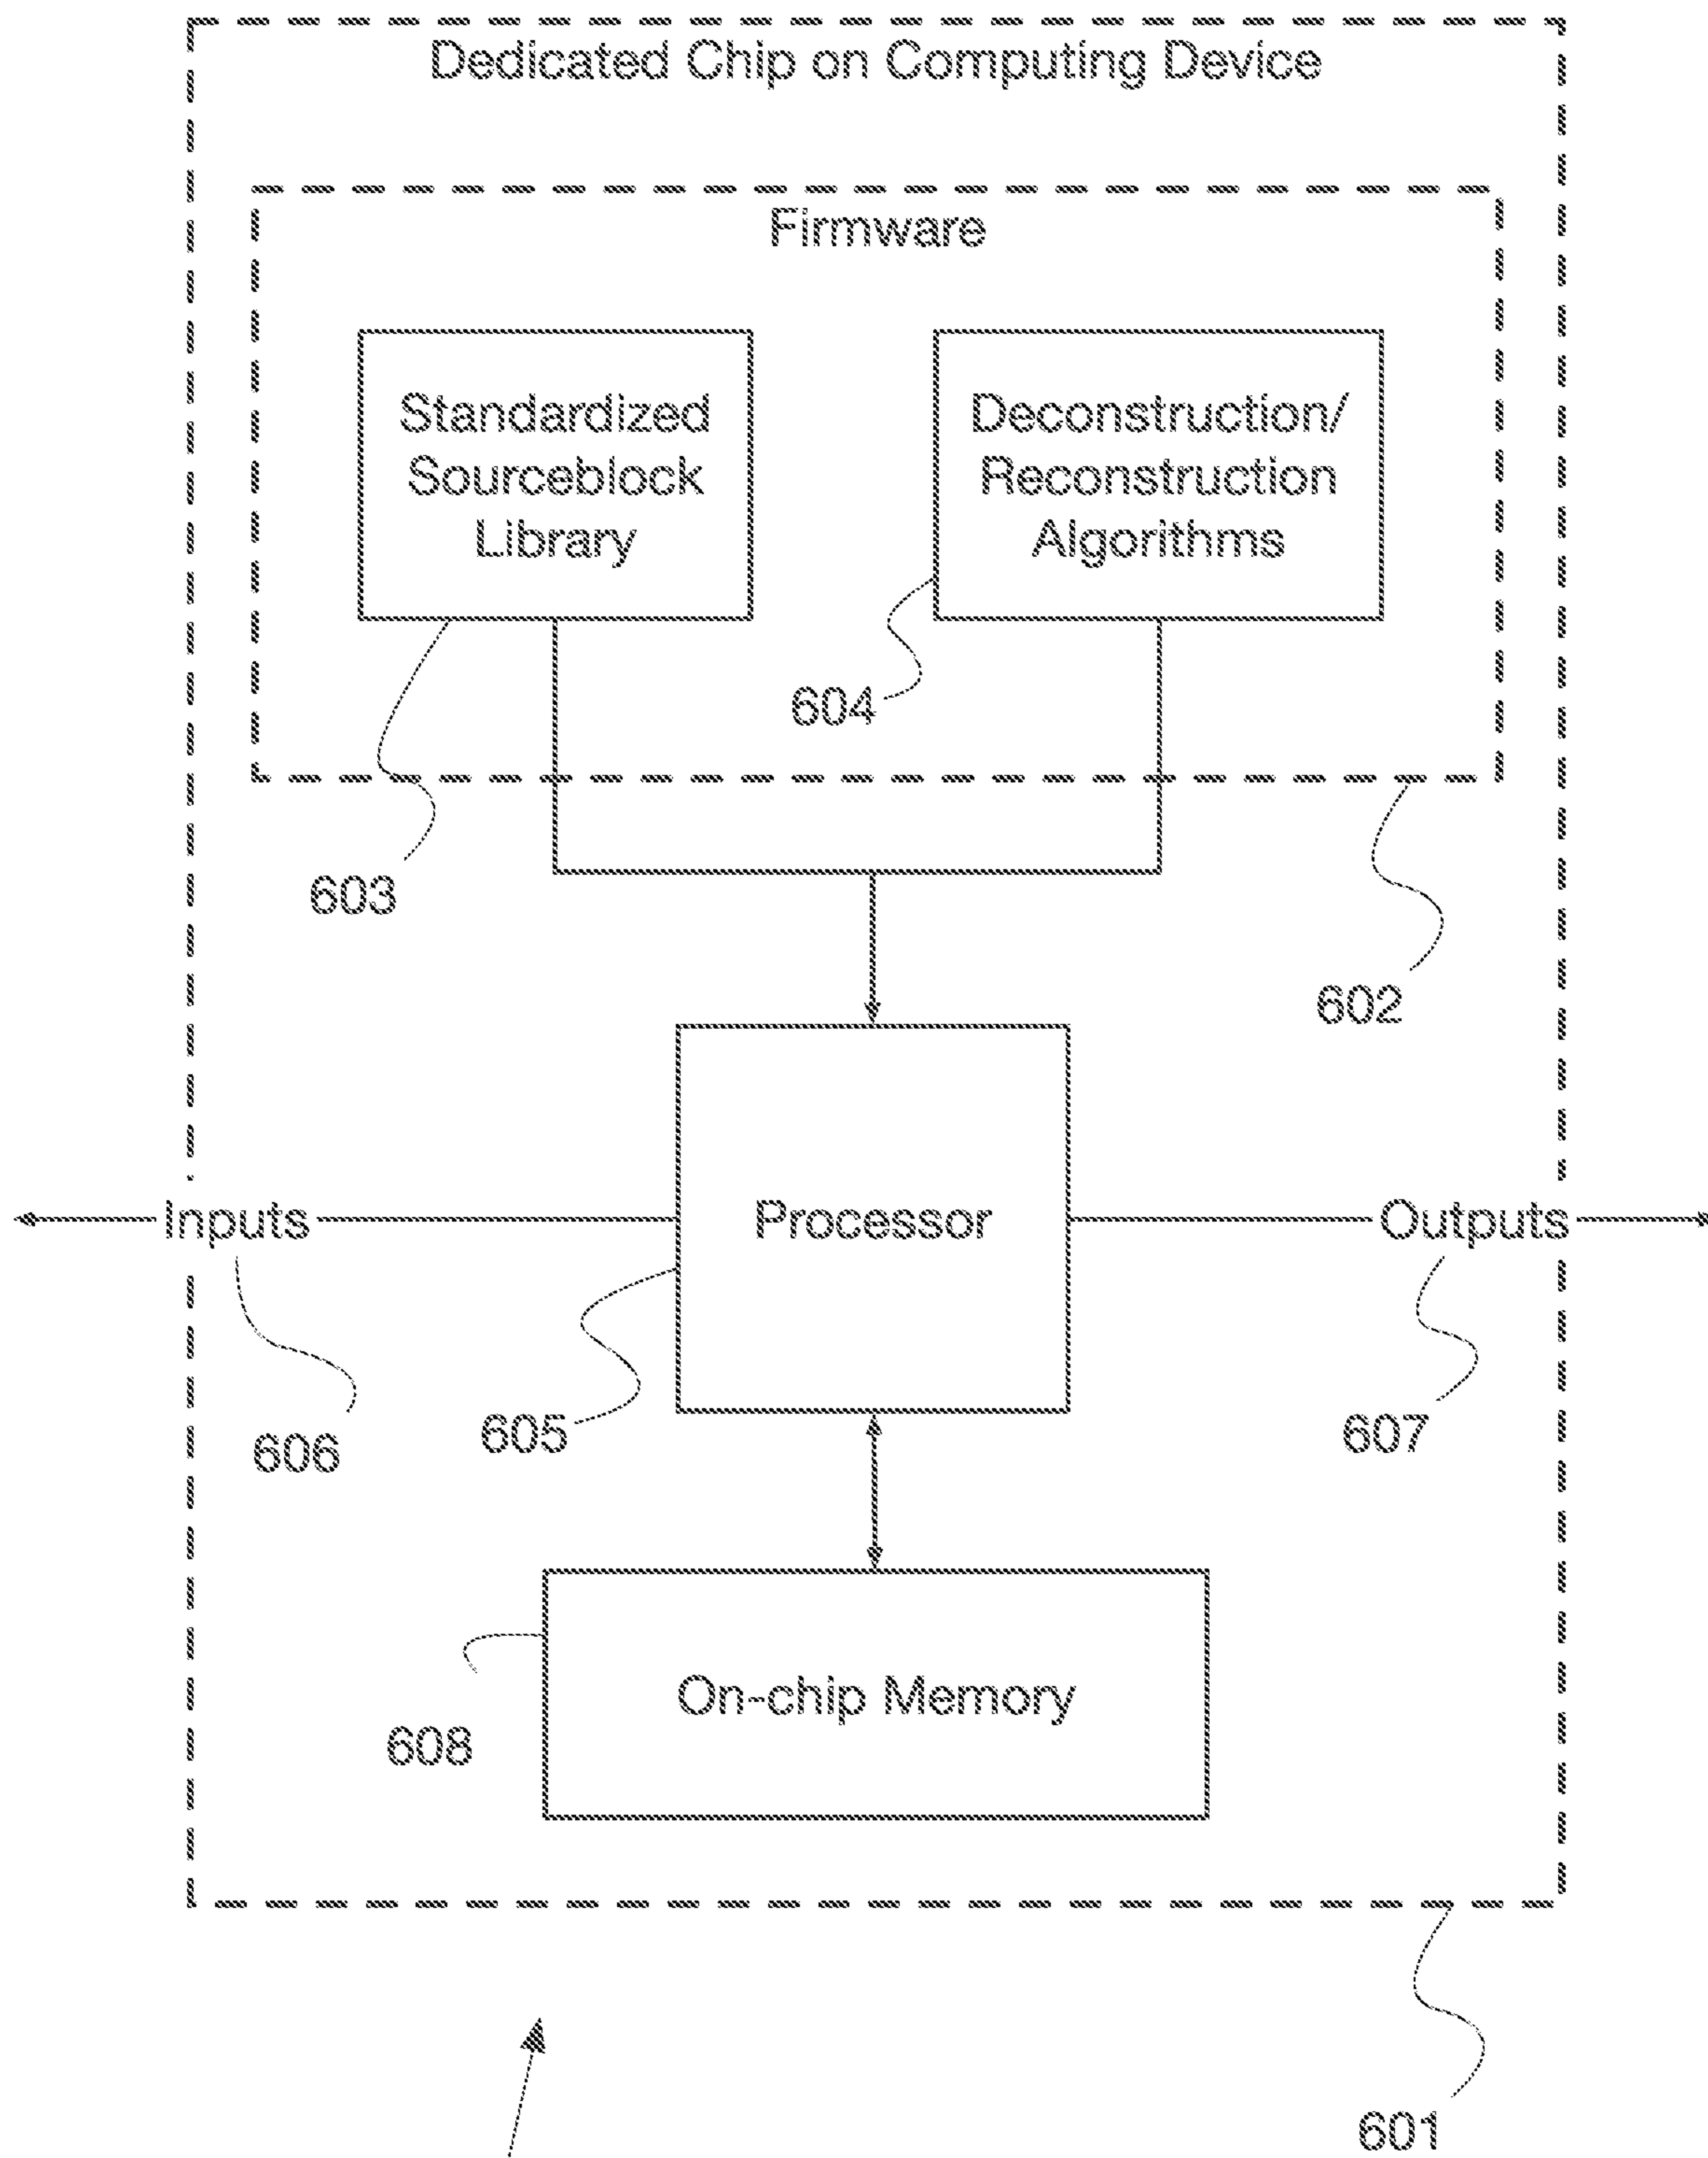 Dedicated Chip on Computing Device
Firmware
Standardized
Sourceblock
Library
Deconstruction/
Reconstruction
Algorithms
604
603
602
Inputs
Processor
Outputs
606
605
607
On-chip Memory
608
601